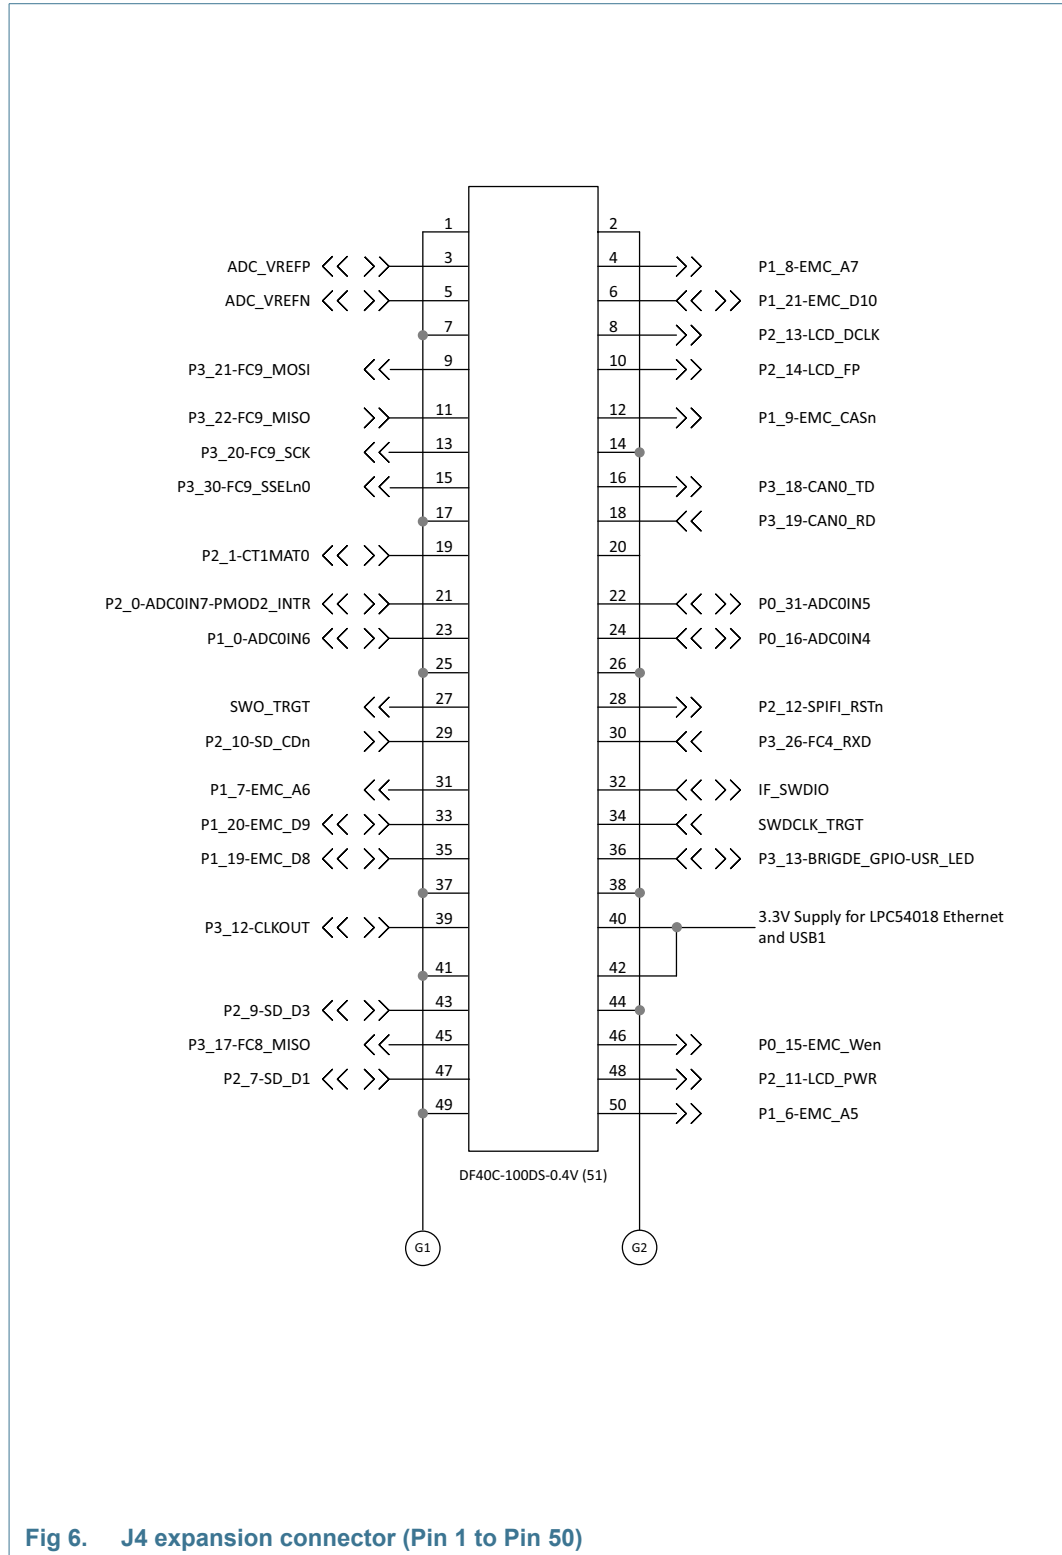 1 2
ADC_VREFP 3 4 P1_8-EMC_A7
ADC_VREFN 5 6 P1_21-EMC_D10
7 8 P2_13-LCD_DCLK
P3_21-FC9_MOSI 9 10 P2_14-LCD_FP
P3_22-FC9_MISO 11 12 P1_9-EMC_CASn
P3_20-FC9_SCK 13 14
P3_30-FC9_SSELn0 15 16 P3_18-CAN0_TD
17 18 P3_19-CAN0_RD
P2_1-CT1MAT0 19 20
P2_0-ADC0IN7-PMOD2_INTR 21 22 P0_31-ADC0IN5
P1_0-ADC0IN6 23 24 P0_16-ADC0IN4
25 26
SWO_TRGT 27 28 P2_12-SPIFI_RSTn
P2_10-SD_CDn 29 30 P3_26-FC4_RXD
P1_7-EMC_A6 31 32 IF_SWDIO
P1_20-EMC_D9 33 34 SWDCLK_TRGT
P1_19-EMC_D8 35 36 P3_13-BRIGDE_GPIO-USR_LED
37 38
P3_12-CLKOUT 39 40 3.3V Supply for LPC54018 Ethernet
and USB1
41 42
P2_9-SD_D3 43 44
P3_17-FC8_MISO 45 46 P0_15-EMC_Wen
P2_7-SD_D1 47 48 P2_11-LCD_PWR
49 50 P1_6-EMC_A5
DF40C-100DS-0.4V (51)
G1 G2
Fig 6. J4 expansion connector (Pin 1 to Pin 50)